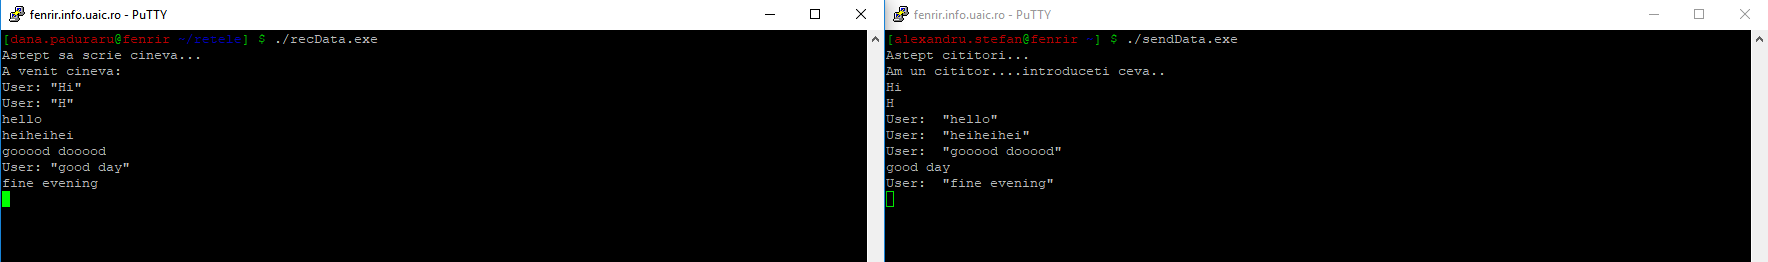 fenrir.info.uaic.ro - PuTTY
[dana.paduraru@fenrir ~/retele] $ ./recData.exe
Astept sa scrie cineva...
A venit cineva:
User: "Hi"
User: "H"
hello
heiheihei
gooood dooood
User: "good day"
fine evening
fenrir.info.uaic.ro - PuTTY
[alexandru.stefan@fenrir ~] $ ./sendData.exe
Astept cititori...
Am un cititor....introduceti ceva..
Hi
H
User:  "hello"
User:  "heiheihei"
User:  "gooood dooood"
good day
User:  "fine evening"